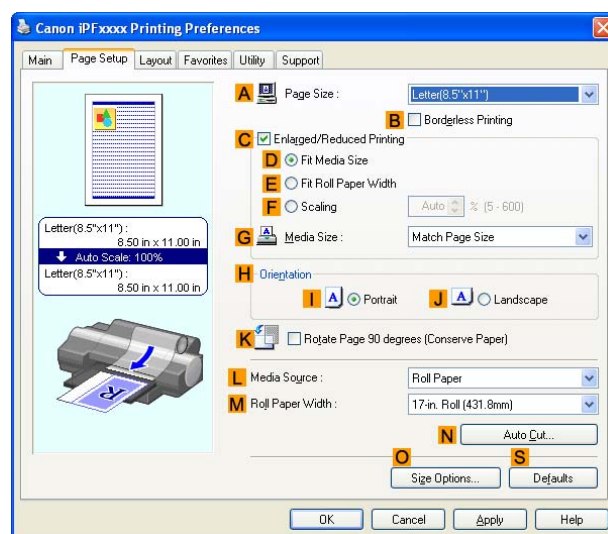 Canon iPFxxxx Printing Preferences
Main Page Setup Layout Favorites Utility Support
A Page Size : Letter(8.5"x11")
B Borderless Printing
C Enlarged/Reduced Printing
D Fit Media Size
E Fit Roll Paper Width
F Scaling Auto % (5 - 600)
G A Media Size : Match Page Size
Letter(8.5"x11") :
8.50 in x 11.00 in
Auto Scale: 100%
Letter(8.5"x11") :
8.50 in x 11.00 in
H Orientation
I A Portrait J A Landscape
K Rotate Page 90 degrees (Conserve Paper)
R
L Media Source : Roll Paper
M Roll Paper Width : 17-in. Roll (431.8mm)
N Auto Cut...
O S
Size Options... Defaults
OK Cancel Apply Help